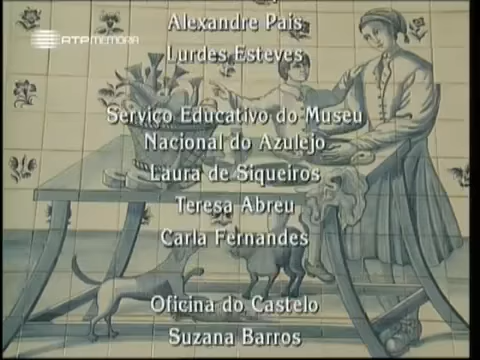 Alexandre Pais
RTP MEMÓRIA
Lurdes Esteves
Serviço Educativo do Museu
Nacional do Azulejo
Laura de Siqueiros
Teresa Abreu
Carla Fernandes
Oficina do Castelo
Suzana Barros